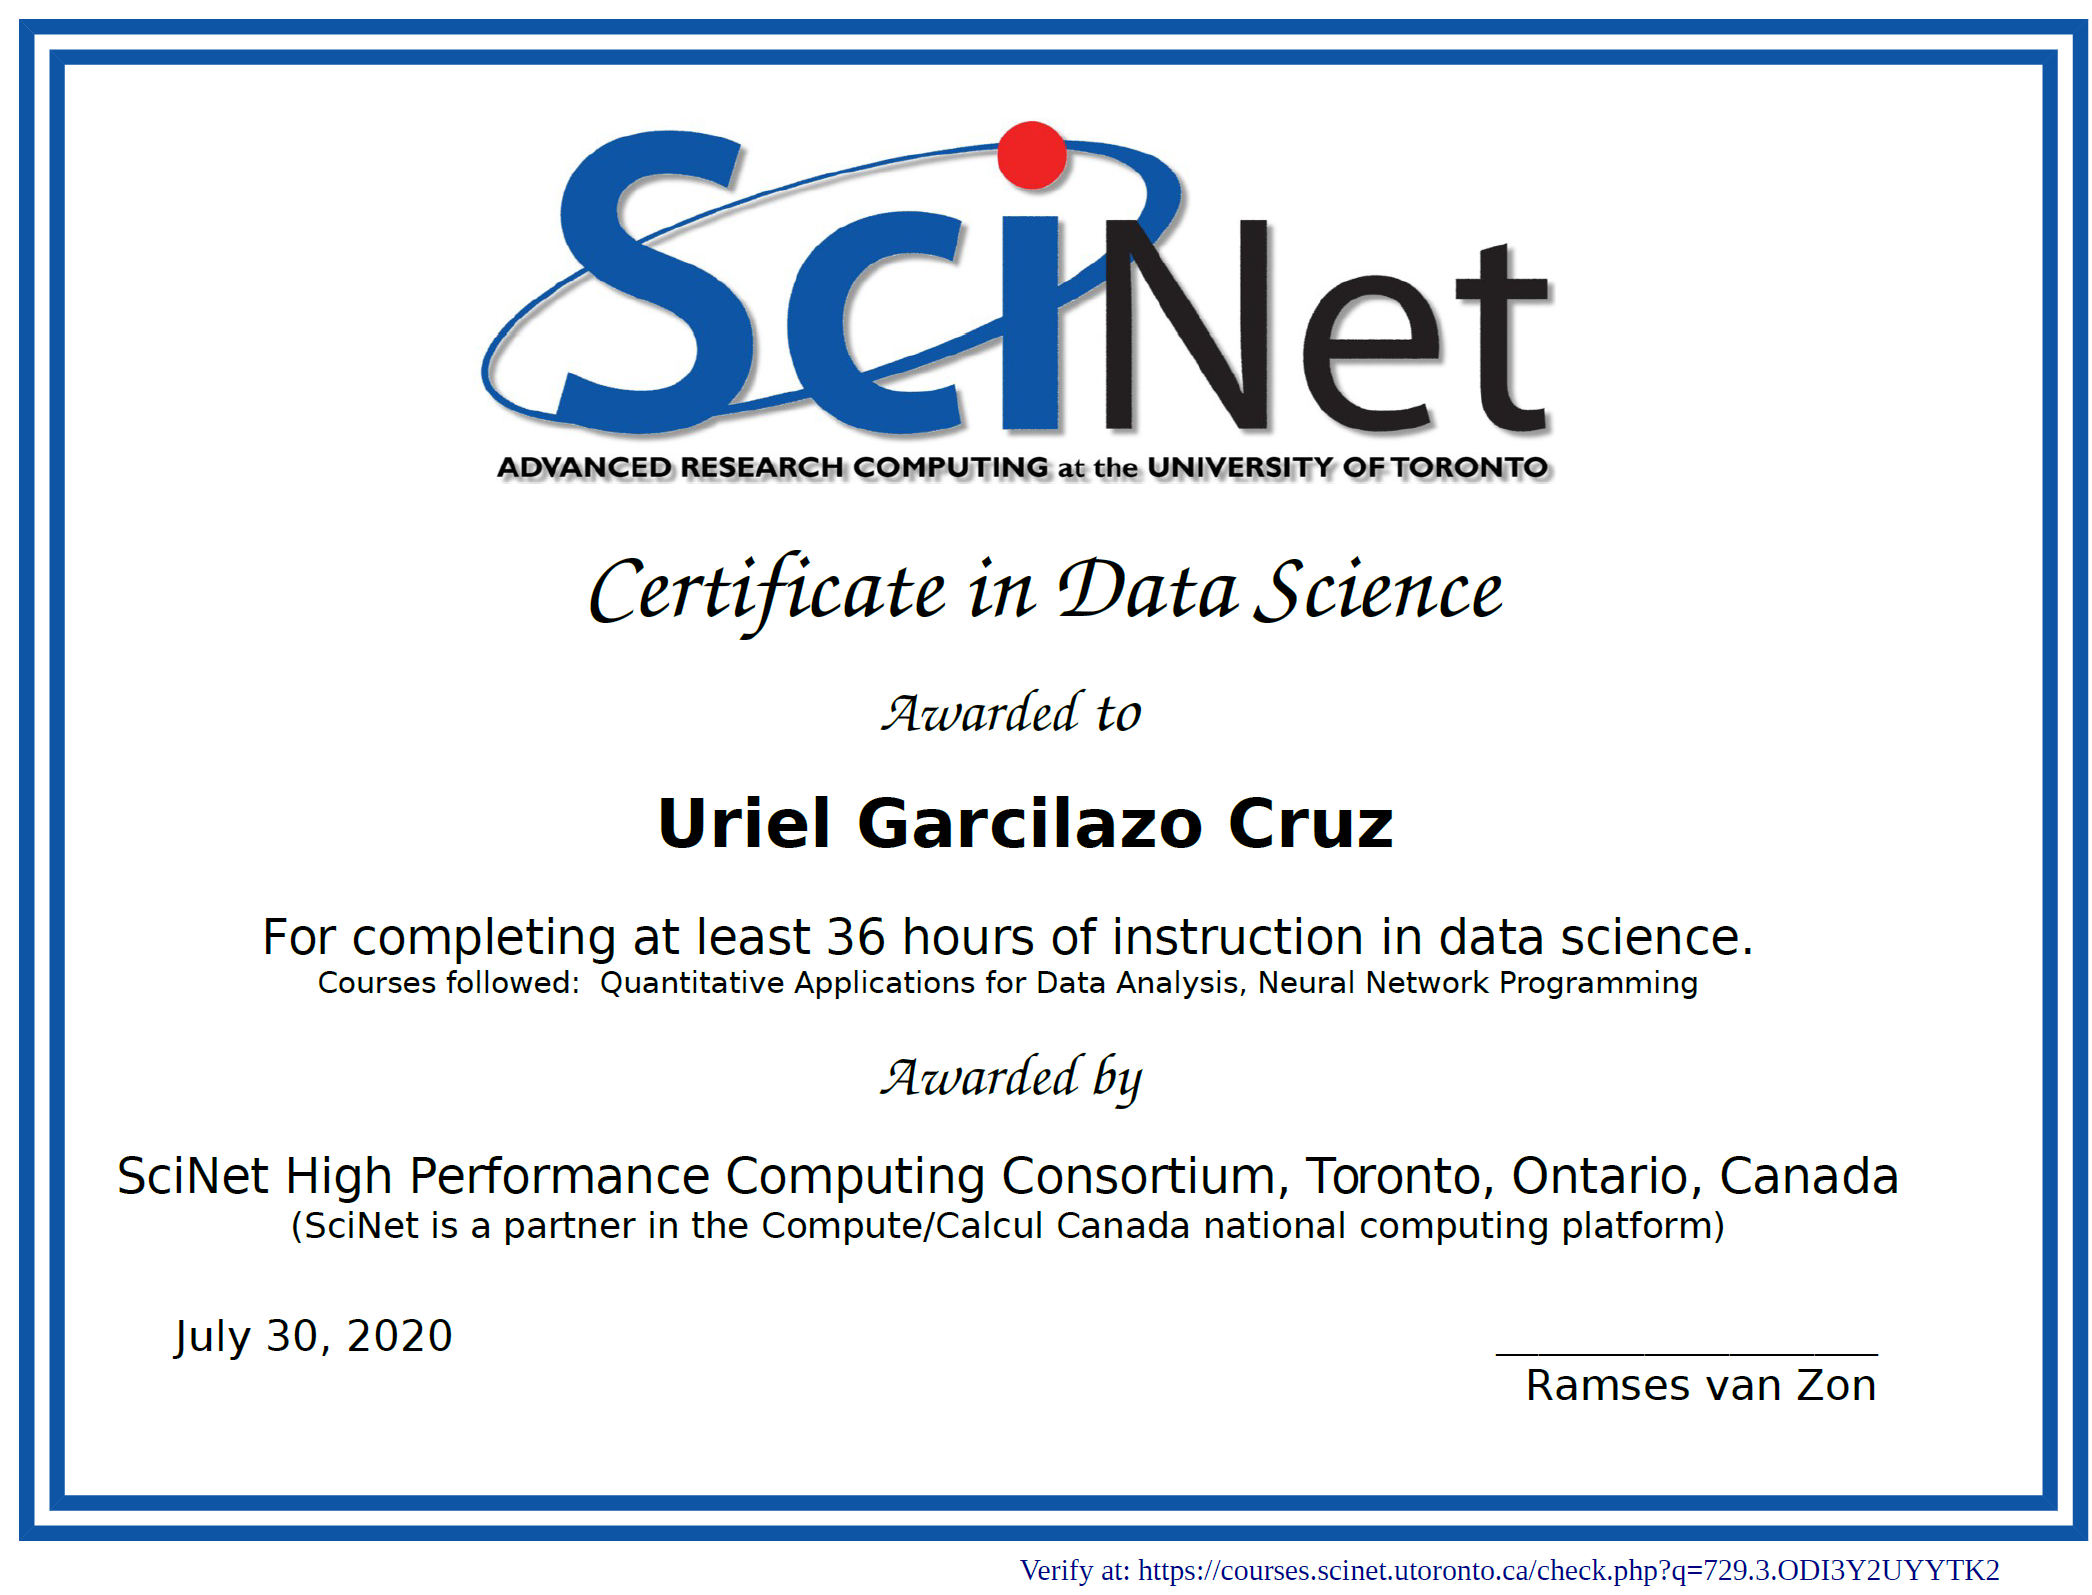 SciNet
ADVANCED RESEARCH COMPUTING at the UNIVERSITY OF TORONTO
Certificate in Data Science
Awarded to
Uriel Garcilazo Cruz
For completing at least 36 hours of instruction in data science.
Courses followed:  Quantitative Applications for Data Analysis, Neural Network Programming
Awarded by
SciNet High Performance Computing Consortium, Toronto, Ontario, Canada
(SciNet is a partner in the Compute/Calcul Canada national computing platform)
July 30, 2020
Ramses van Zon
Verify at: https://courses.scinet.utoronto.ca/check.php?q=729.3.ODI3Y2UYYTK2